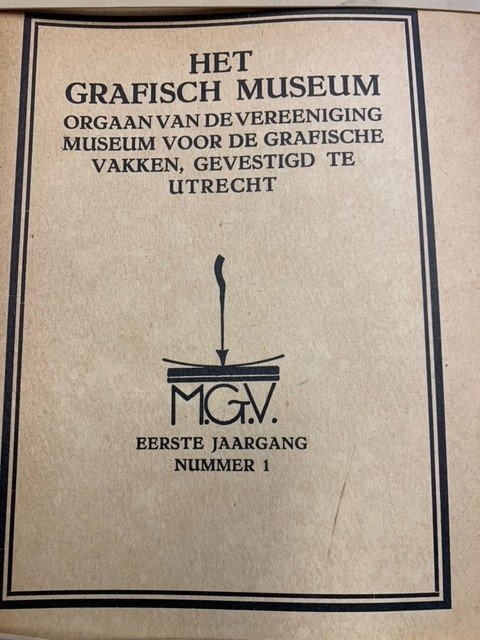 HET
GRAFISCH MUSEUM
ORGAAN VAN DE VEREENIGING
MUSEUM VOOR DE GRAFISCHE
VAKKEN, GEVESTIGD TE
UTRECHT
M.G.V.
EERSTE JAARGANG
NUMMER 1